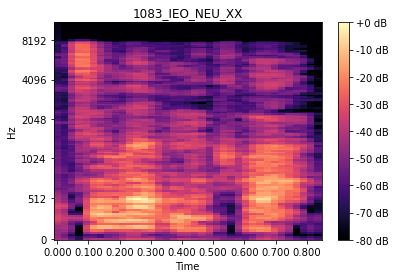 1083_IEO_NEU_XX
+0 dB
8192
-10 dB
4096
-20 dB
-30 dB
2048
Hz
-40 dB
1024
-50 dB
512
-60 dB
-70 dB
0
-80 dB
0.000 0.100 0.200 0.300 0.400 0.500 0.600 0.700 0.800
Time